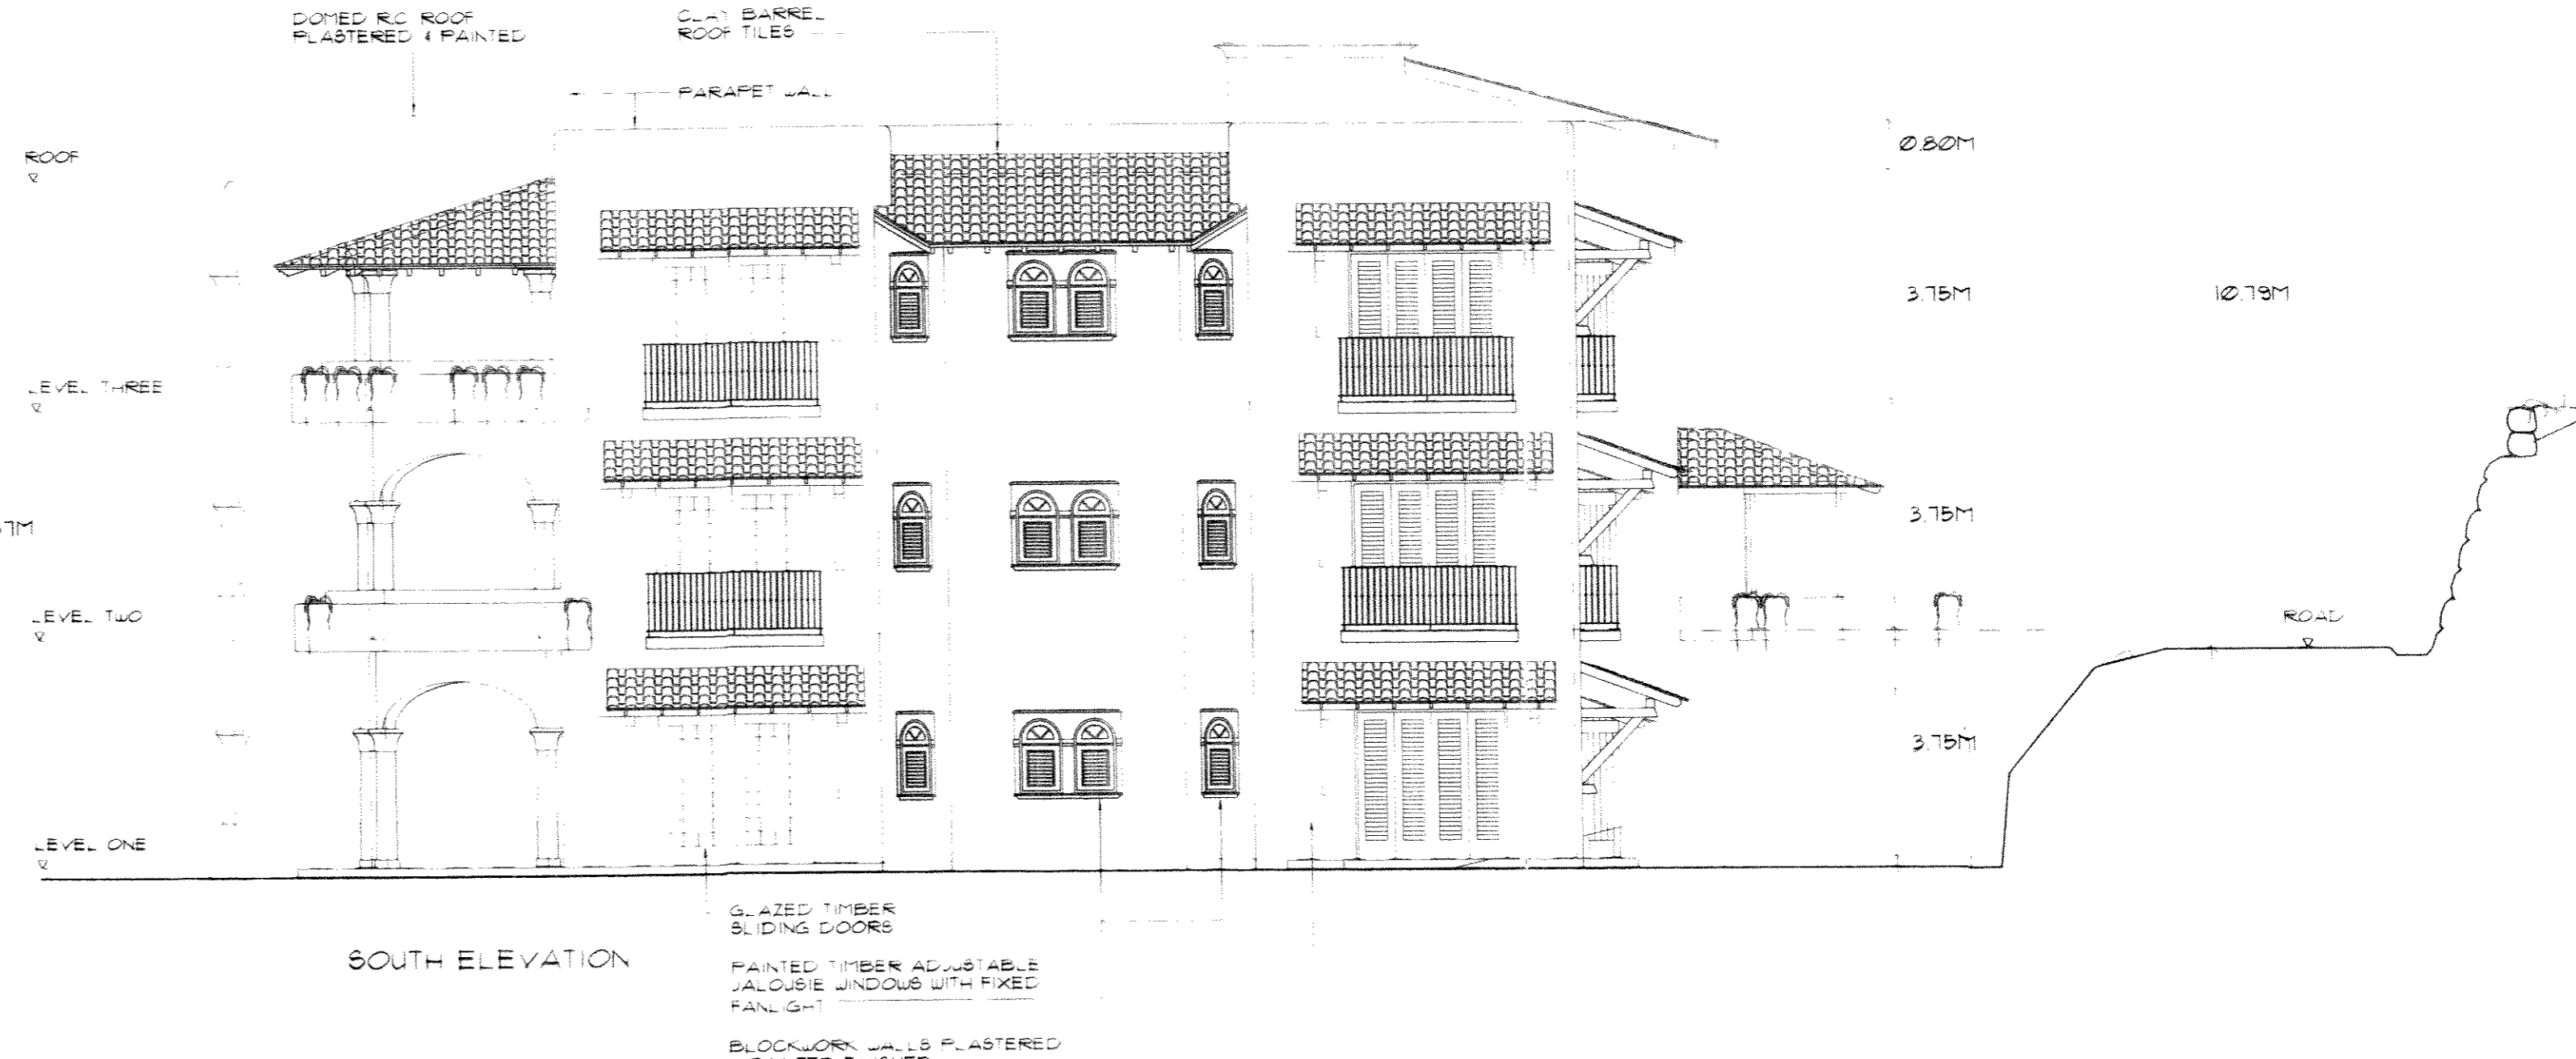 DOMED RC ROOF
PLASTERED & PAINTED
CLAY BARREL
ROOF TILES
PARAPET WALL
ROOF
0.80M
3.75M
10.79M
LEVEL THREE
3.75M
7M
LEVEL TWO
ROAD
3.75M
LEVEL ONE
GLAZED TIMBER
SLIDING DOORS
SOUTH ELEVATION
PAINTED TIMBER ADJUSTABLE
JALOUSIE WINDOWS WITH FIXED
FANLIGHT
BLOCKWORK WALLS PLASTERED